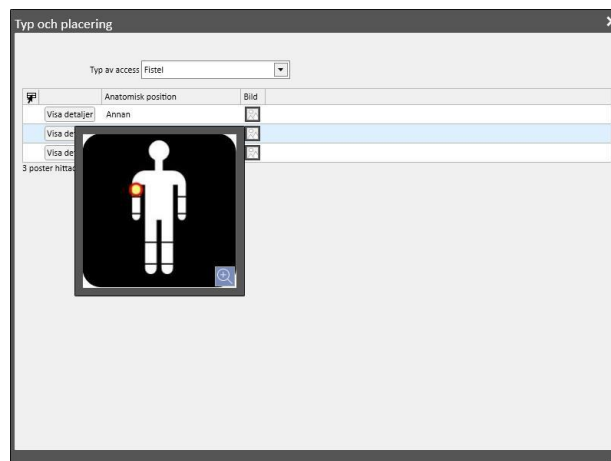 Typ och placering
Typ av access Fistel
Anatomisk position Bild
Visa detaljer Annan
Visa de
Visa de
3 poster hittad